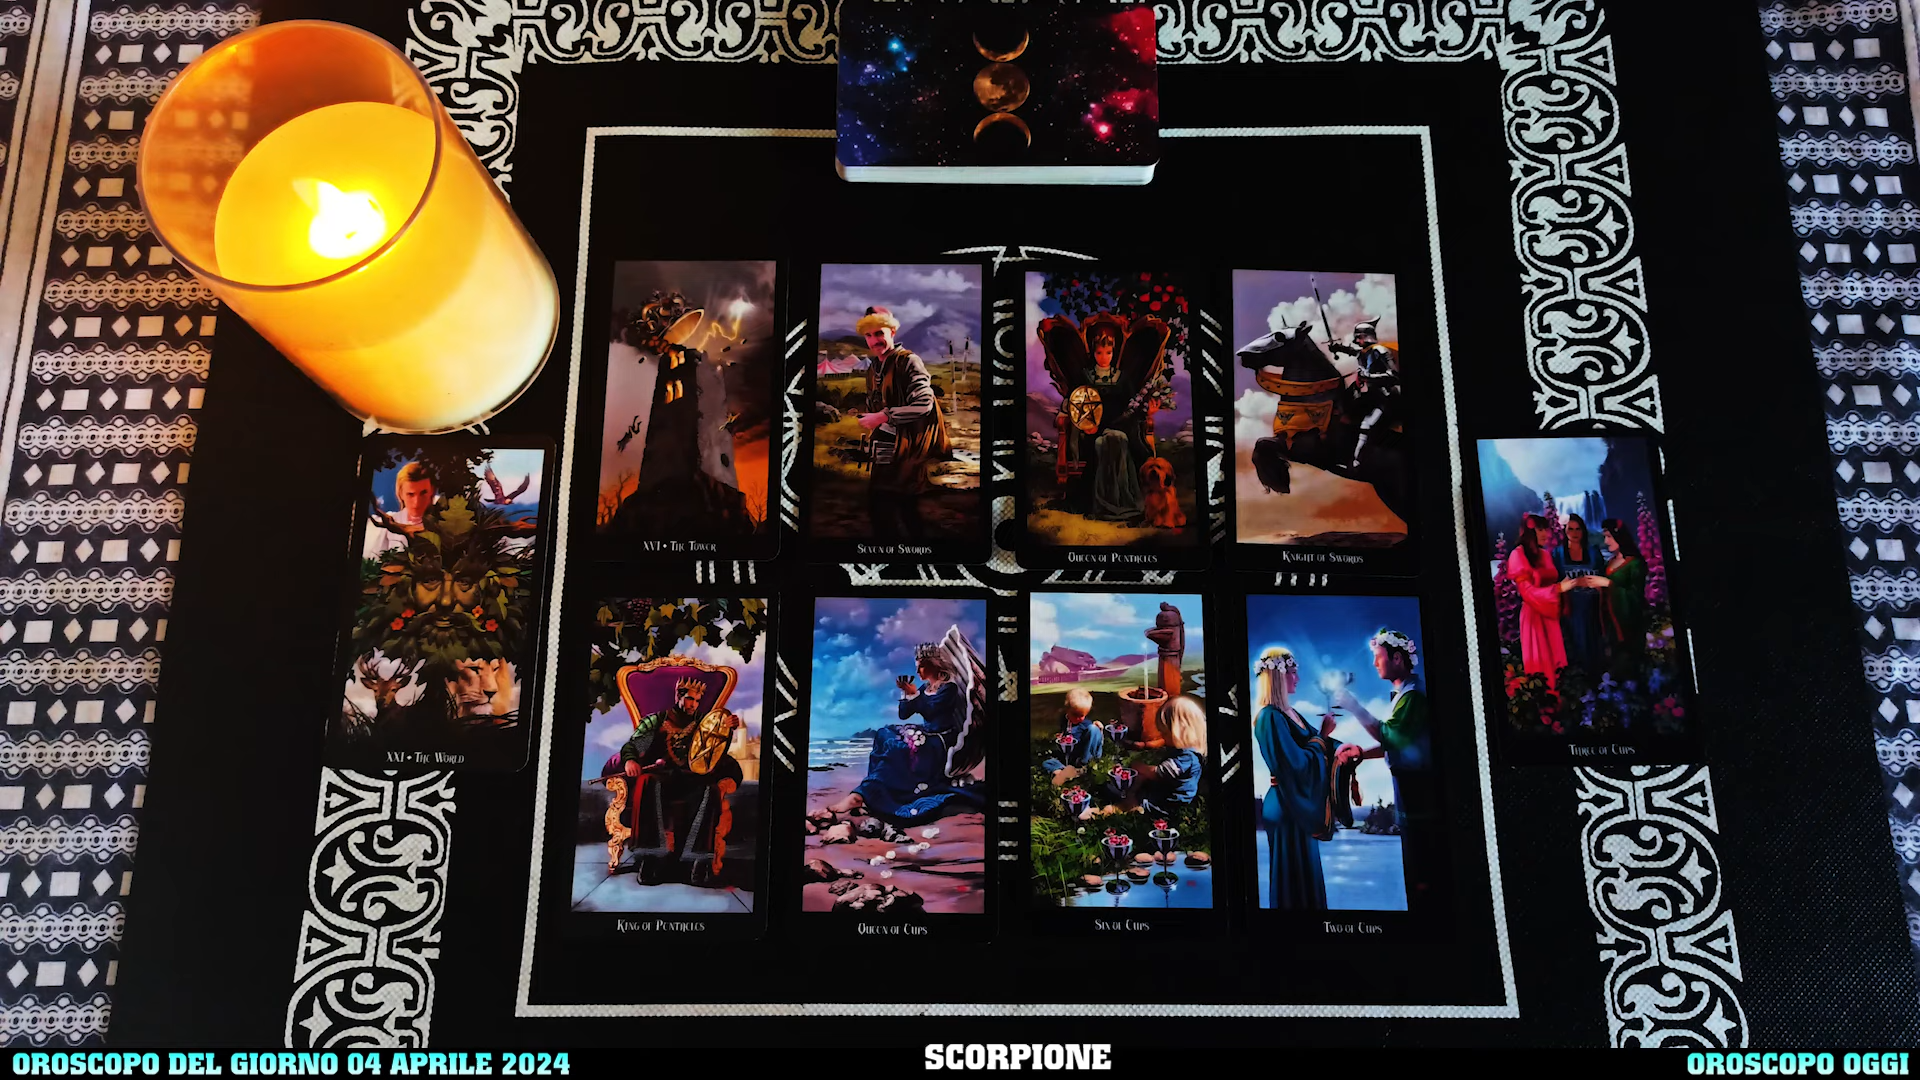 XVI • The Tower
Seven of Swords
Queen of Pentacles
Knight of Swords
XXI • The World
Three of Cups
King of Pentacles
Queen of Cups
Six of Cups
Two of Cups
OROSCOPO DEL GIORNO 04 APRILE 2024
SCORPIONE
OROSCOPO OGGI